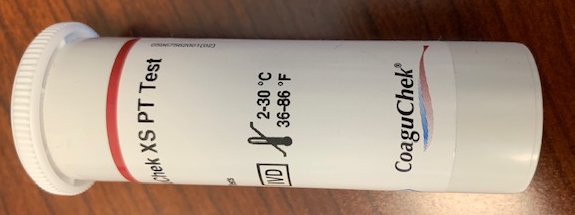 Chek XS PT Test
2-30 °C
36-86 °F
IVD
CoaguChek®